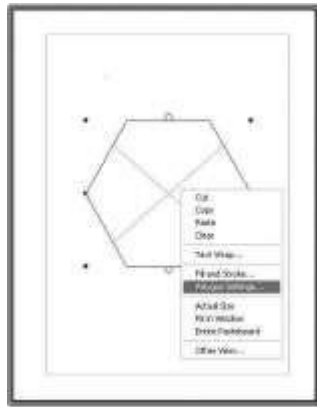 Cut
Copy
Paste
Clear
Text Wrap...
Fill and Stroke...
Polygon Settings...
Actual Size
Fit in Window
Entire Pasteboard
Other View...